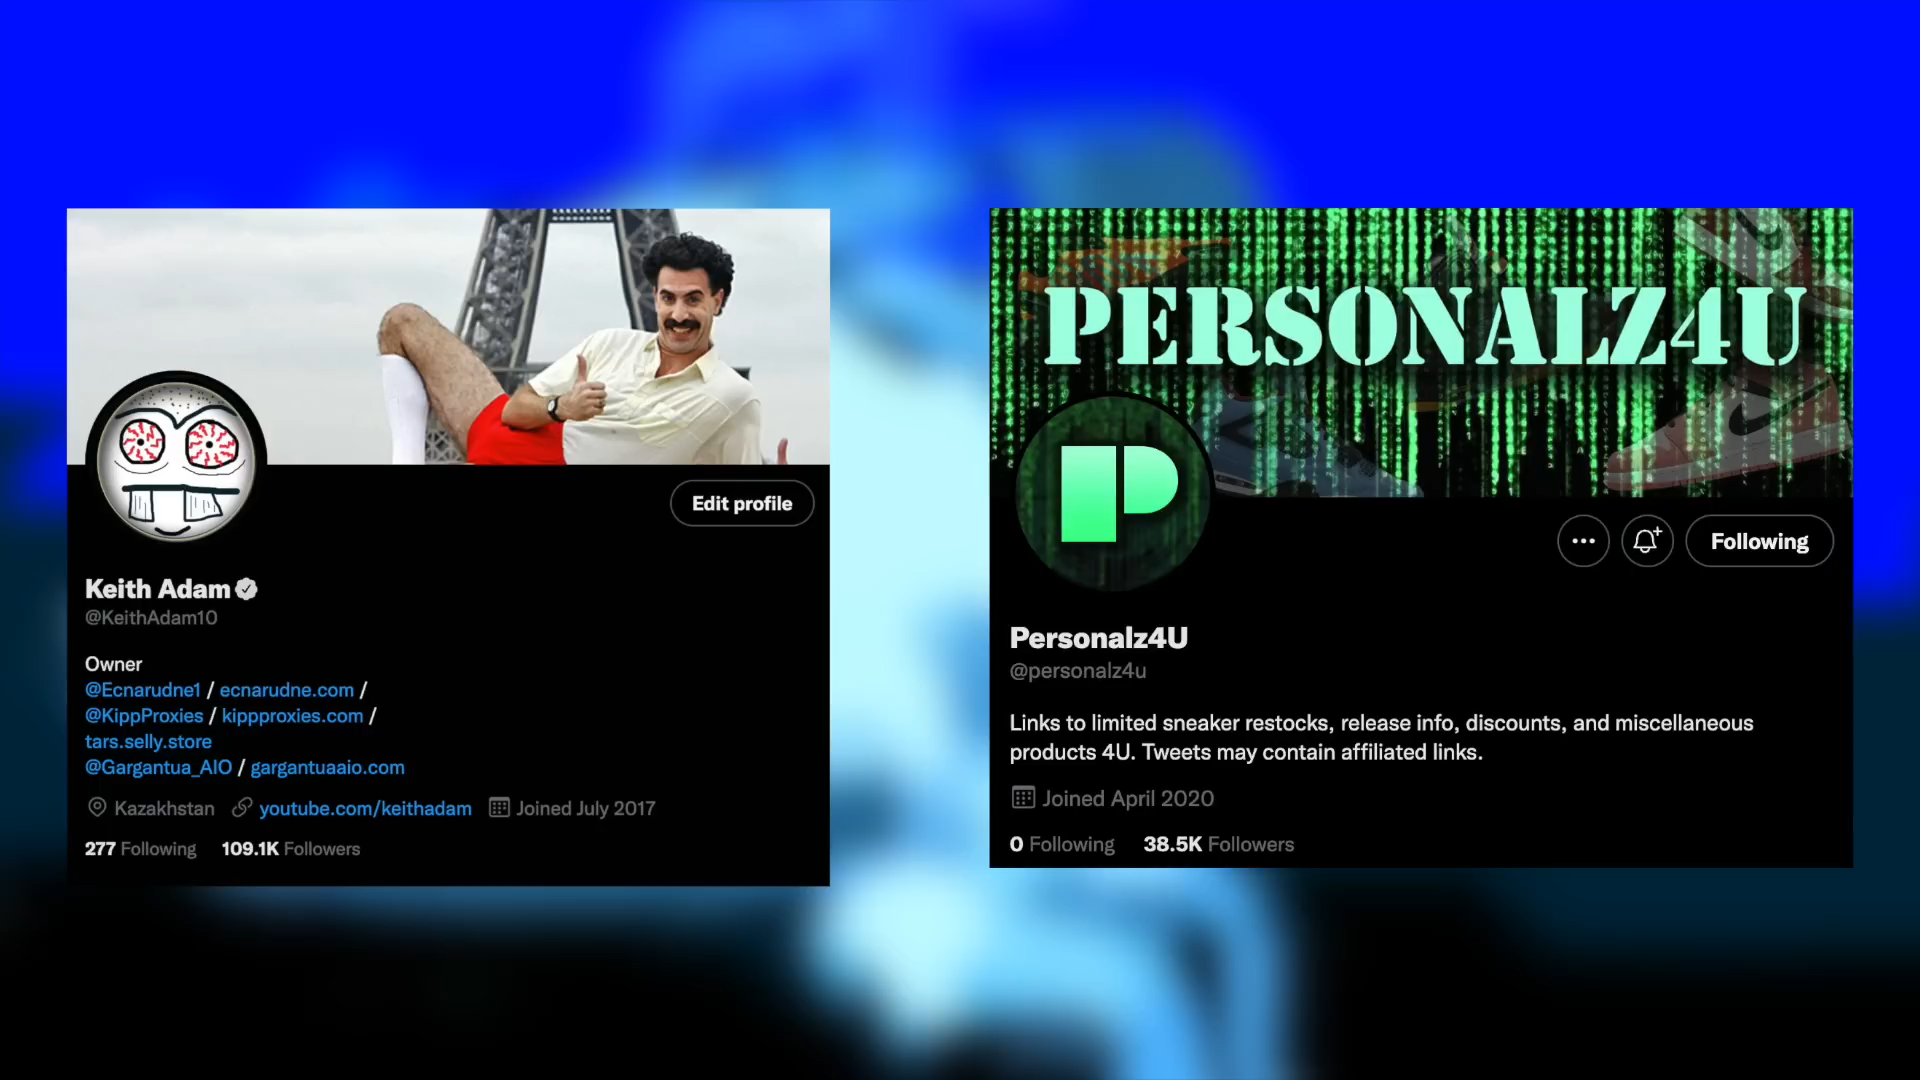 Edit profile
Keith Adam
@KeithAdam10
Owner
@Ecnarudne1 / ecnarudne.com /
@KippProxies / kippproxies.com /
tars.selly.store
@Gargantua_AIO / gargantuaaio.com
Kazakhstan youtube.com/keithadam Joined July 2017
277 Following 109.1K Followers
PERSONALZ4U
P
Following
Personalz4U
@personalz4u
Links to limited sneaker restocks, release info, discounts, and miscellaneous
products 4U. Tweets may contain affiliated links.
Joined April 2020
0 Following 38.5K Followers